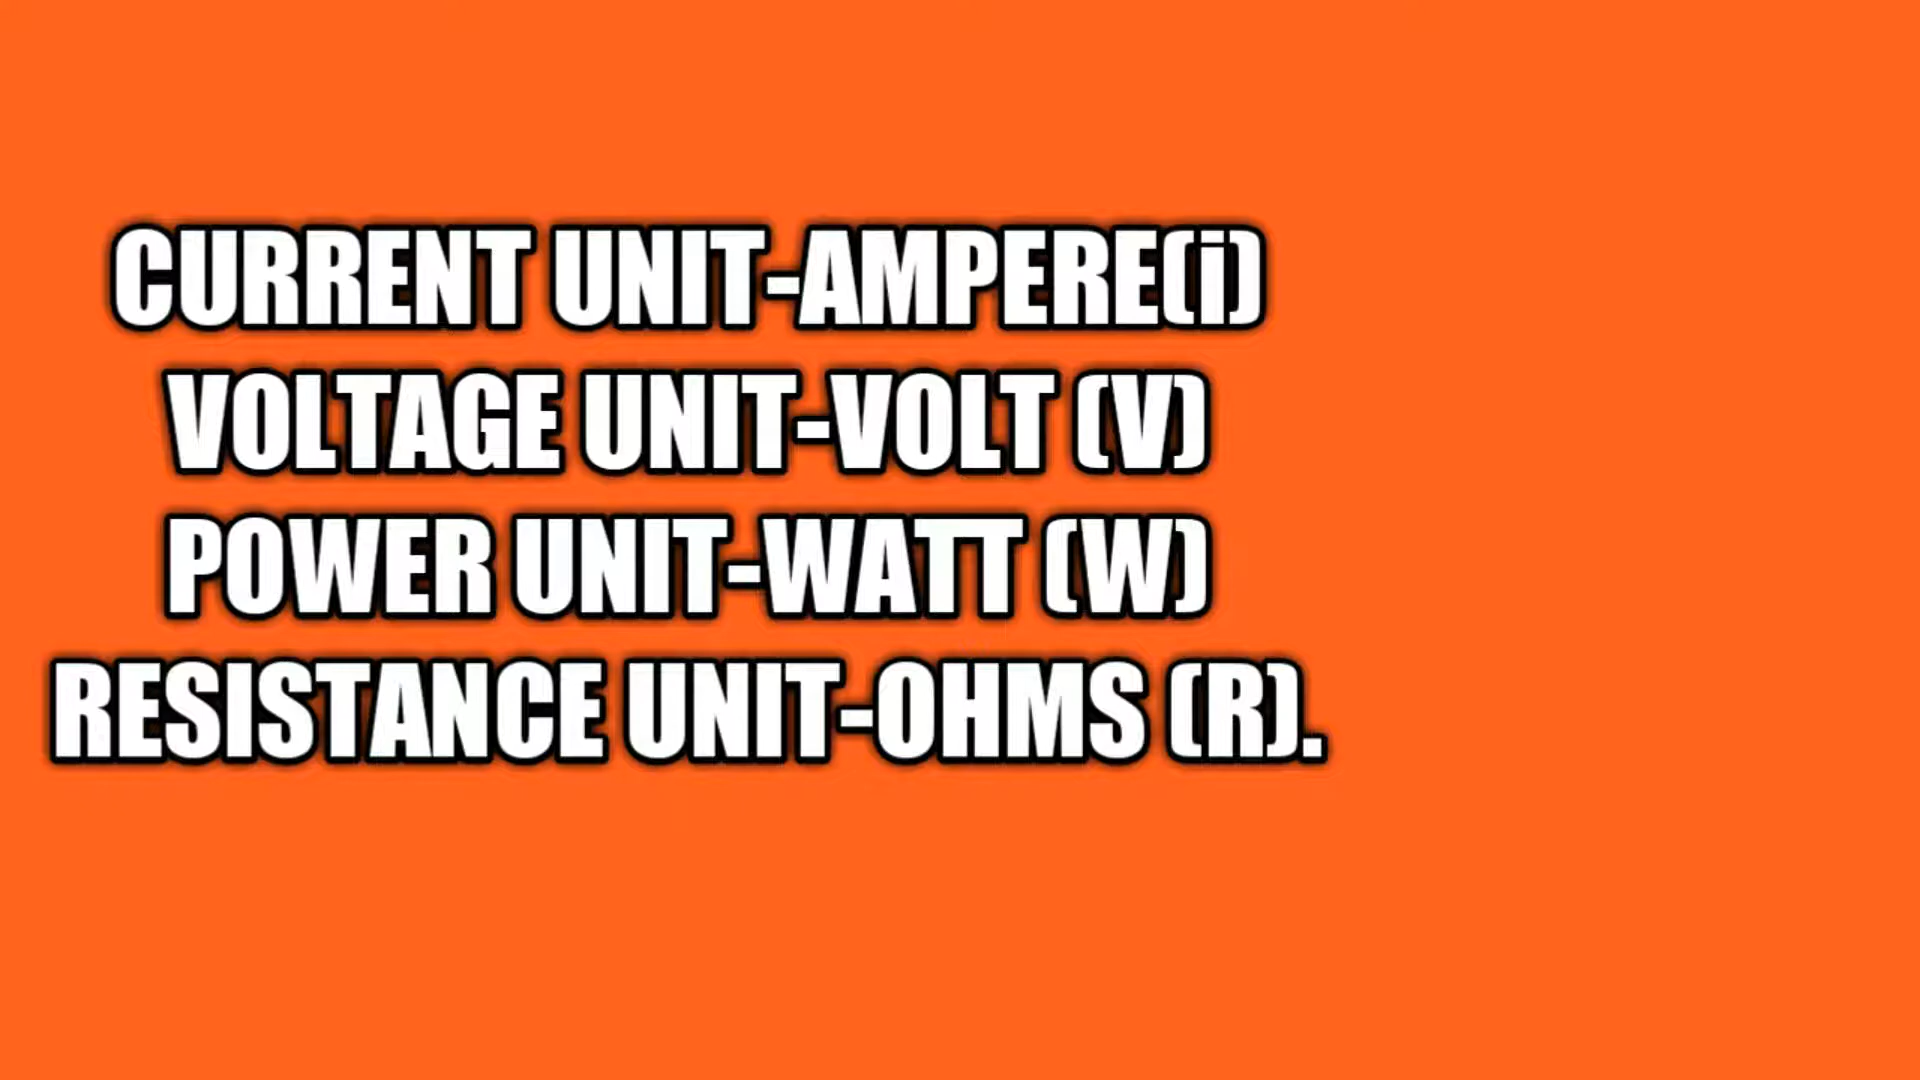 CURRENT UNIT-AMPERE(i)
VOLTAGE UNIT-VOLT (V)
POWER UNIT-WATT (W)
RESISTANCE UNIT-OHMS (R).